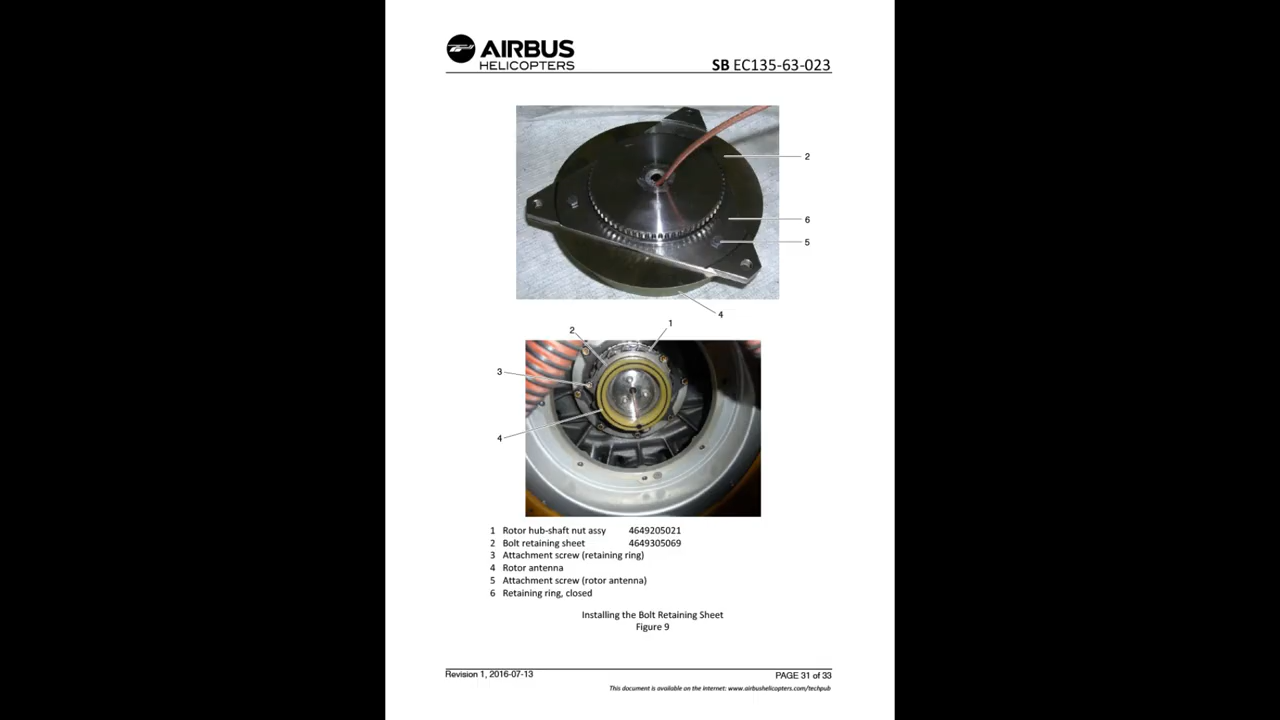 AIRBUS
HELICOPTERS
SB EC135-63-023
2
6
5
4
1
2
3
4
1 Rotor hub-shaft nut assy 4649205021
2 Bolt retaining sheet 4649305069
3 Attachment screw (retaining ring)
4 Rotor antenna
5 Attachment screw (rotor antenna)
6 Retaining ring, closed
Installing the Bolt Retaining Sheet
Figure 9
Revision 1, 2016-07-13
PAGE 31 of 33
This document is available on the internet: www.airbushelicopters.com/techpub